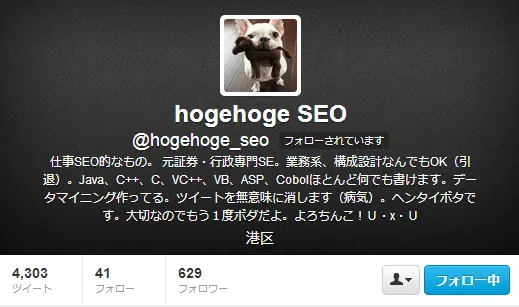 hogehoge SEO
@hogehoge_seo フォローされています
仕事SEO的なもの。 元証券・行政専門SE。業務系、構成設計なんでもOK（引
退）。Java、C++、C、VC++、VB、ASP、Cobolほとんど何でも書けます。デー
タマイニング作ってる。ツイートを無意味に消します（病気）。ヘンタイボタで
す。大切なのでもう１度ボダだよ。よろちんこ！Ｕ・x・Ｕ
港区
4,303 41 629
ツイート フォロー フォロワー
フォロー中